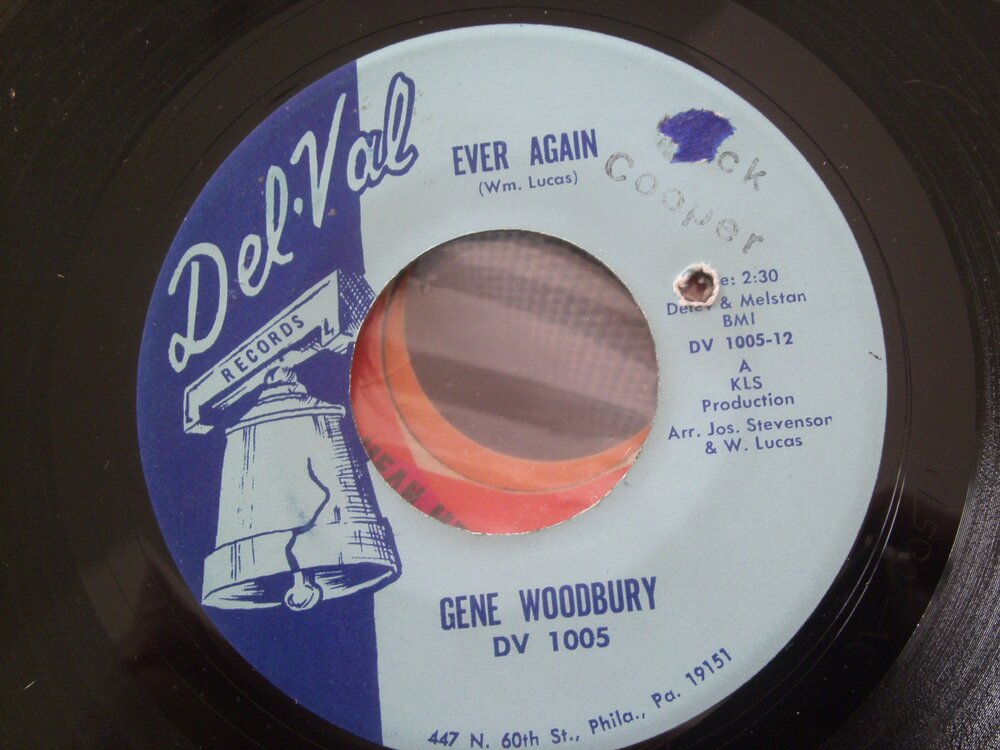 Del-Val
RECORDS
EVER AGAIN
(Wm. Lucas)
Cooper
2:30
& Melstan
BMI
DV 1005-12
A
KLS
Production
Arr. Jos. Stevenson
& W. Lucas
GENE WOODBURY
DV 1005
447 N. 60th St., Phila., Pa. 19151